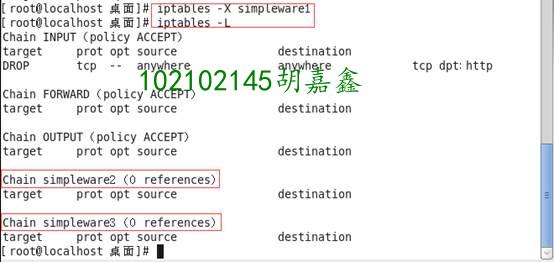 [root@localhost 桌面]# iptables -X simpleware1
[root@localhost 桌面]# iptables -L
Chain INPUT (policy ACCEPT)
target prot opt source destination
DROP tcp -- anywhere anywhere tcp dpt:http
102102145胡嘉鑫
Chain FORWARD (policy ACCEPT)
target prot opt source destination
Chain OUTPUT (policy ACCEPT)
target prot opt source destination
Chain simpleware2 (0 references)
target prot opt source destination
Chain simpleware3 (0 references)
target prot opt source destination
[root@localhost 桌面]#